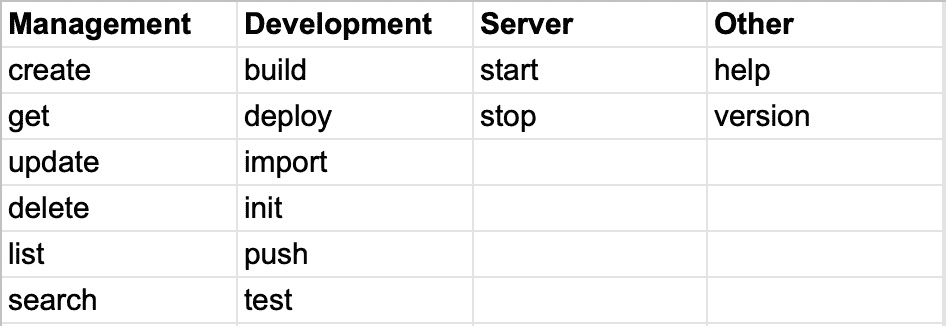 Management Development Server Other
create build start help
get deploy stop version
update import
delete init
list push
search test